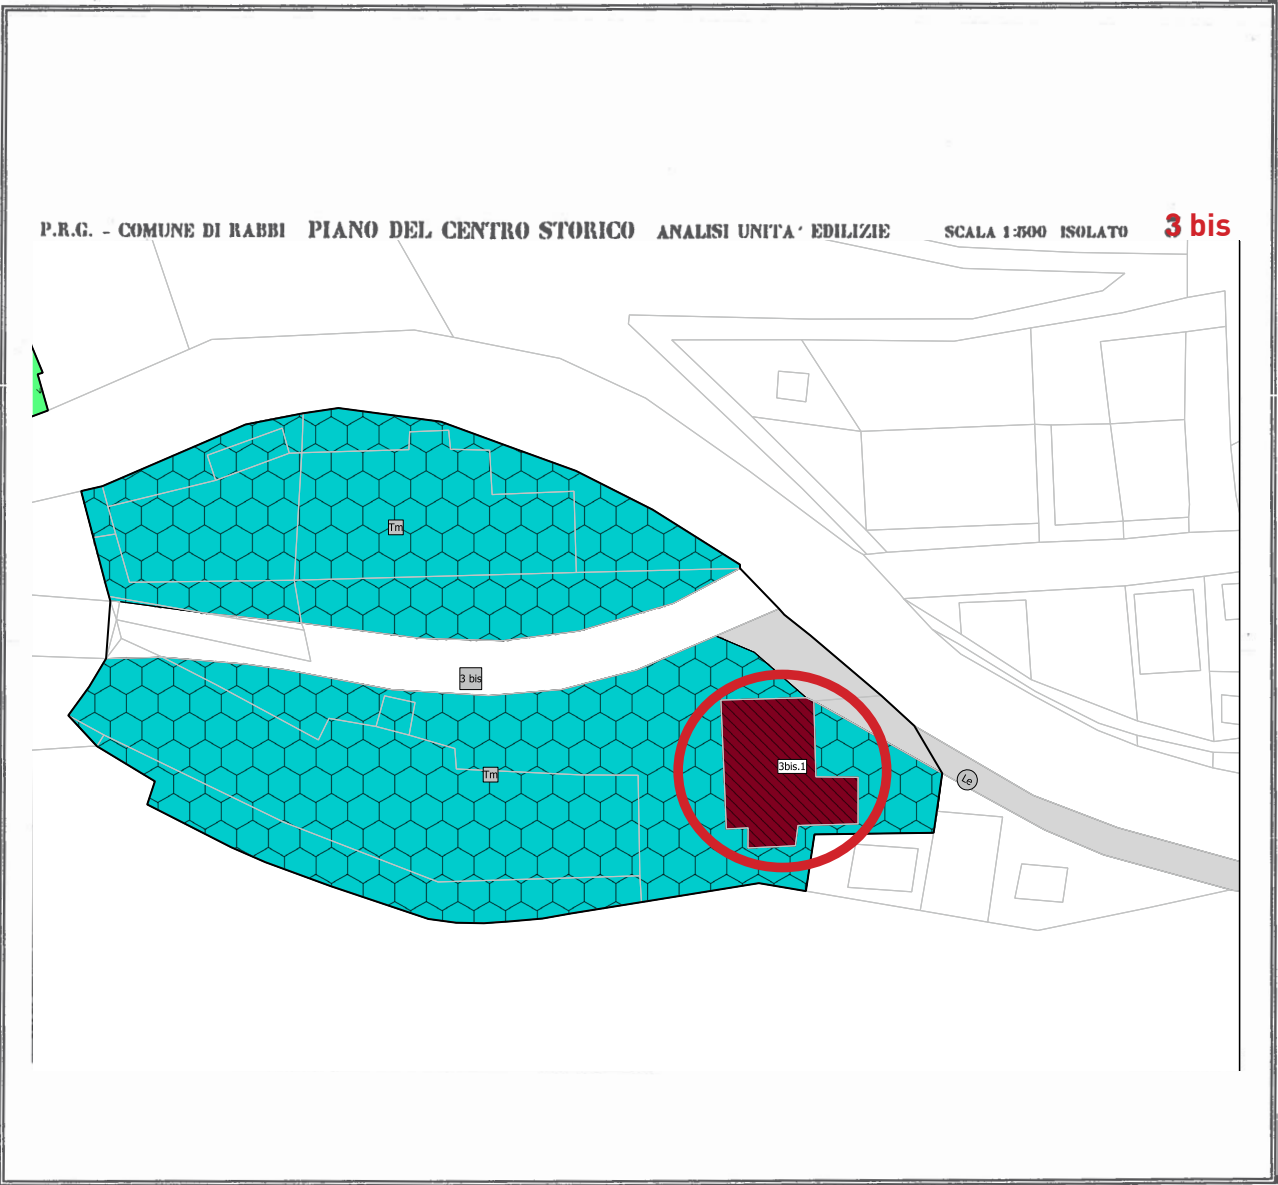 P.R.G. - COMUNE DI RABBI PIANO DEL CENTRO STORICO ANALISI UNITA' EDILIZIE SCALA 1:500 ISOLATO 3 bis
Tm
3 bis
Tm
3bis.1
Le